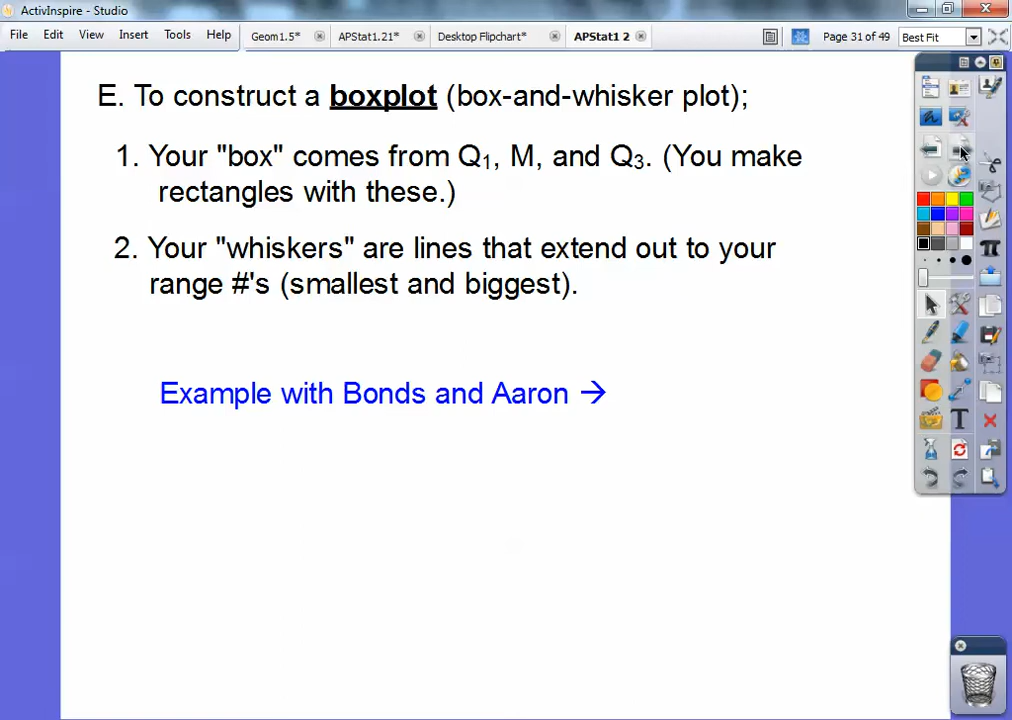 ActivInspire - Studio
File Edit View Insert Tools Help
Geom1.5* APStat1.21* Desktop Flipchart* APStat1 2
Page 31 of 49 Best Fit
E. To construct a boxplot (box-and-whisker plot);
1. Your "box" comes from Q₁, M, and Q₃. (You make
rectangles with these.)
2. Your "whiskers" are lines that extend out to your
range #'s (smallest and biggest).
Example with Bonds and Aaron →